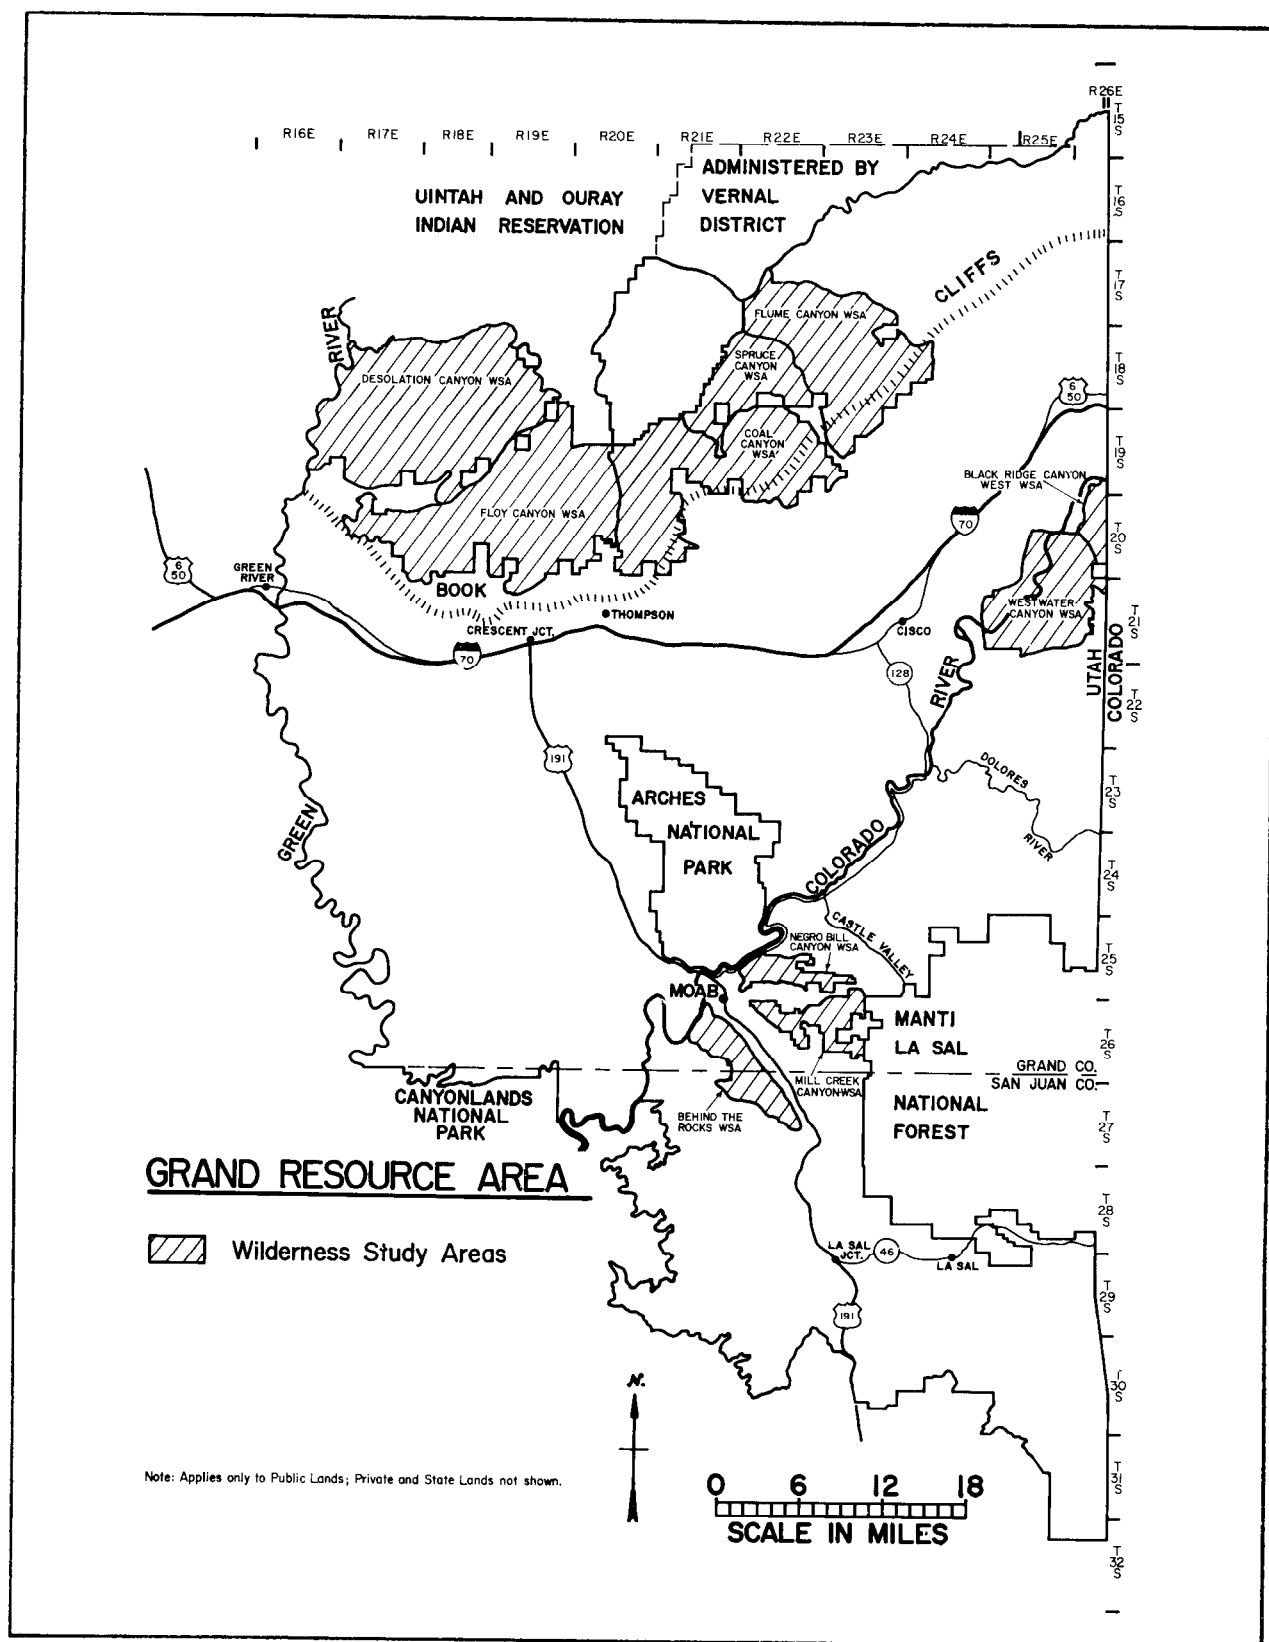 R26E
T
15
S
R16E
R17E
R18E
R19E
R20E
R21E
R22E
R23E
R24E
R25E
UINTAH AND OURAY
INDIAN RESERVATION
ADMINISTERED BY
VERNAL
DISTRICT
T
16
S
CLIFFS
T
17
S
RIVER
FLUME CANYON WSA
DESOLATION CANYON WSA
SPRUCE
CANYON
WSA
T
18
S
6
50
COAL
CANYON
WSA
T
19
S
BLACK RIDGE CANYON
WEST WSA
FLOY CANYON WSA
70
T
20
S
6
50
GREEN
RIVER
BOOK
THOMPSON
CRESCENT JCT.
70
CISCO
WESTWATER
CANYON WSA
T
21
S
128
RIVER
UTAH
COLORADO
T
22
S
191
DOLORES
RIVER
T
23
S
ARCHES
NATIONAL
PARK
GREEN
COLORADO
T
24
S
CASTLE VALLEY
NEGRO BILL
CANYON WSA
T
25
S
MOAB
MANTI
LA SAL
T
26
S
GRAND CO.
SAN JUAN CO.
MILL CREEK
CANYON WSA
CANYONLANDS
NATIONAL
PARK
BEHIND THE
ROCKS WSA
NATIONAL
FOREST
T
27
S
GRAND RESOURCE AREA
Wilderness Study Areas
T
28
S
LA SAL
JCT.
46
LA SAL
T
29
S
191
T
30
S
N.
Note: Applies only to Public Lands; Private and State Lands not shown.
0 6 12 18
SCALE IN MILES
T
31
S
T
32
S